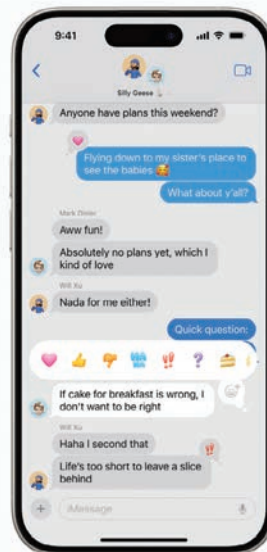 9:41
Silly Geese
Anyone have plans this weekend?
Flying down to my sister's place to
see the babies 🥰
What about y'all?
Mark Disler
Aww fun!
Absolutely no plans yet, which I
kind of love
Will Xu
Nada for me either!
Quick question:
If cake for breakfast is wrong, I
don't want to be right
Will Xu
Haha I second that
Life's too short to leave a slice
behind
iMessage